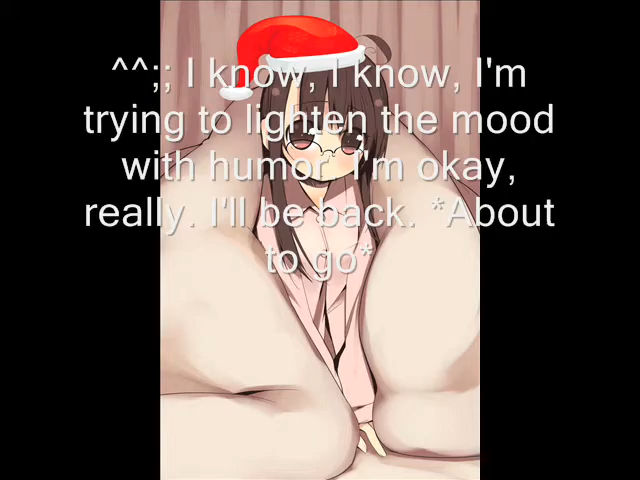 ^^;; I know, I know, I'm
trying to lighten the mood
with humor. I'm okay,
really. I'll be back. *About
to go*